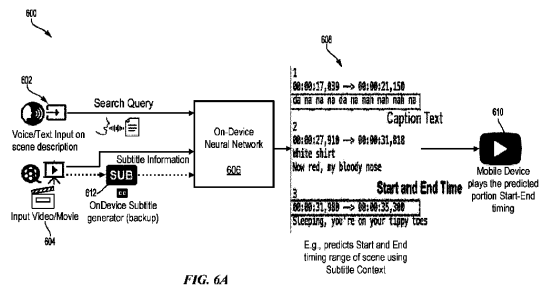 600
602
Voice/Text Input on
scene description
Search Query
Subtitle Information
SUB
612
CC
OnDevice Subtitle
generator (backup)
Input Video/Movie
604
On-Device
Neural Network
606
608
1
00:00:17,039 --> 00:00:21,150
da na na na da na nah nah nah na
Caption Text
2
00:00:27,910 --> 00:00:31,818
White shirt
Now red, my bloody nose
Start and End Time
3
00:00:31,980 --> 00:00:35,300
Sleeping, you're on your tippy toes
E.g., predicts Start and End
timing range of scene using
Subtitle Context
610
Mobile Device
plays the predicted
portion Start-End
timing
FIG. 6A